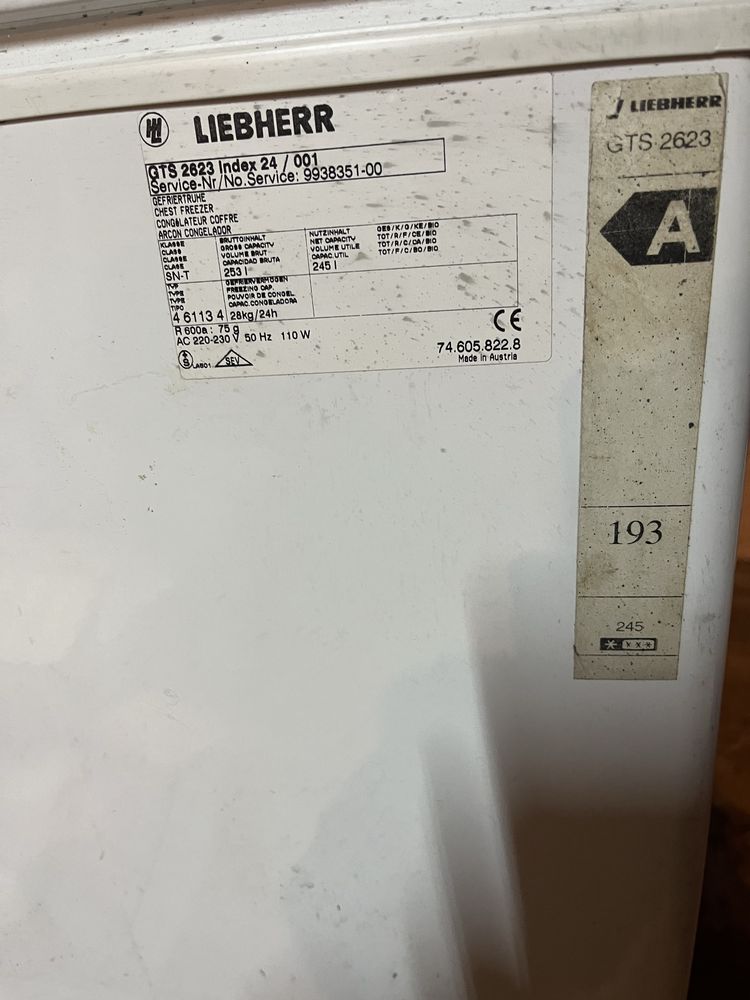 LIEBHERR
GTS 2623 Index 24 / 001
Service-Nr/No.Service: 9938351-00
GEFRIERTRUHE
CHEST FREEZER
CONGÉLATEUR COFFRE
ARCON CONGELADOR
KLASSE
CLASS
CLASSE
CLASE
SN-T
BRUTTOINHALT
GROSS CAPACITY
VOLUME BRUT
CAPACIDAD BRUTA
253 l
NUTZINHALT
NET CAPACITY
VOLUME UTILE
CAPAC.UTIL
245 l
GES/K/G/KE/BIO
TOT/R/F/CE/BIO
TOT/R/C/CA/BIO
TOT/F/C/BO/BIO
TYP
TYPE
TYPE
TIPO
4 6113 4
GEFRIERVERMÖGEN
FREEZING CAP.
POUVOIR DE CONGEL.
CAPAC.CONGELADORA
28kg/24h
R 600a : 75 g
AC 220-230 V 50 Hz 110 W
CE
74.605.822.8
Made in Austria
SEV
LIEBHERR
GTS 2623
A
193
245